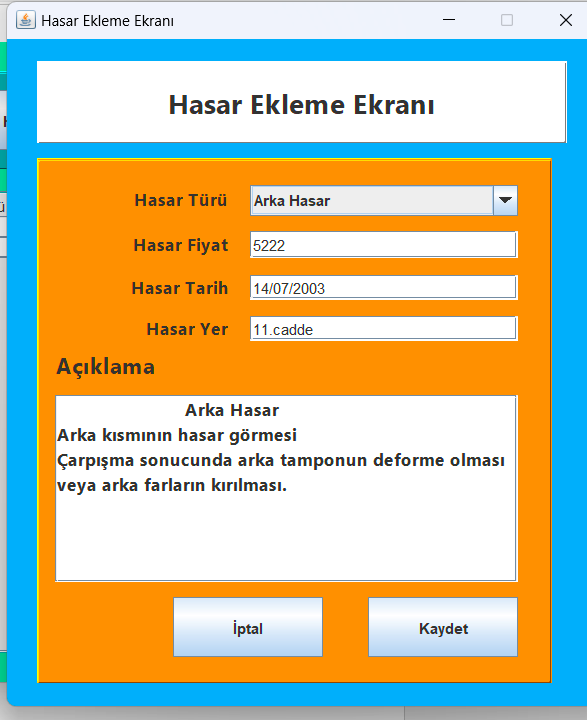 Hasar Ekleme Ekranı
Hasar Ekleme Ekranı
Hasar Türü Arka Hasar
Hasar Fiyat 5222
Hasar Tarih 14/07/2003
Hasar Yer 11.cadde
Açıklama
Arka Hasar
Arka kısmının hasar görmesi
Çarpışma sonucunda arka tamponun deforme olması
veya arka farların kırılması.
İptal Kaydet